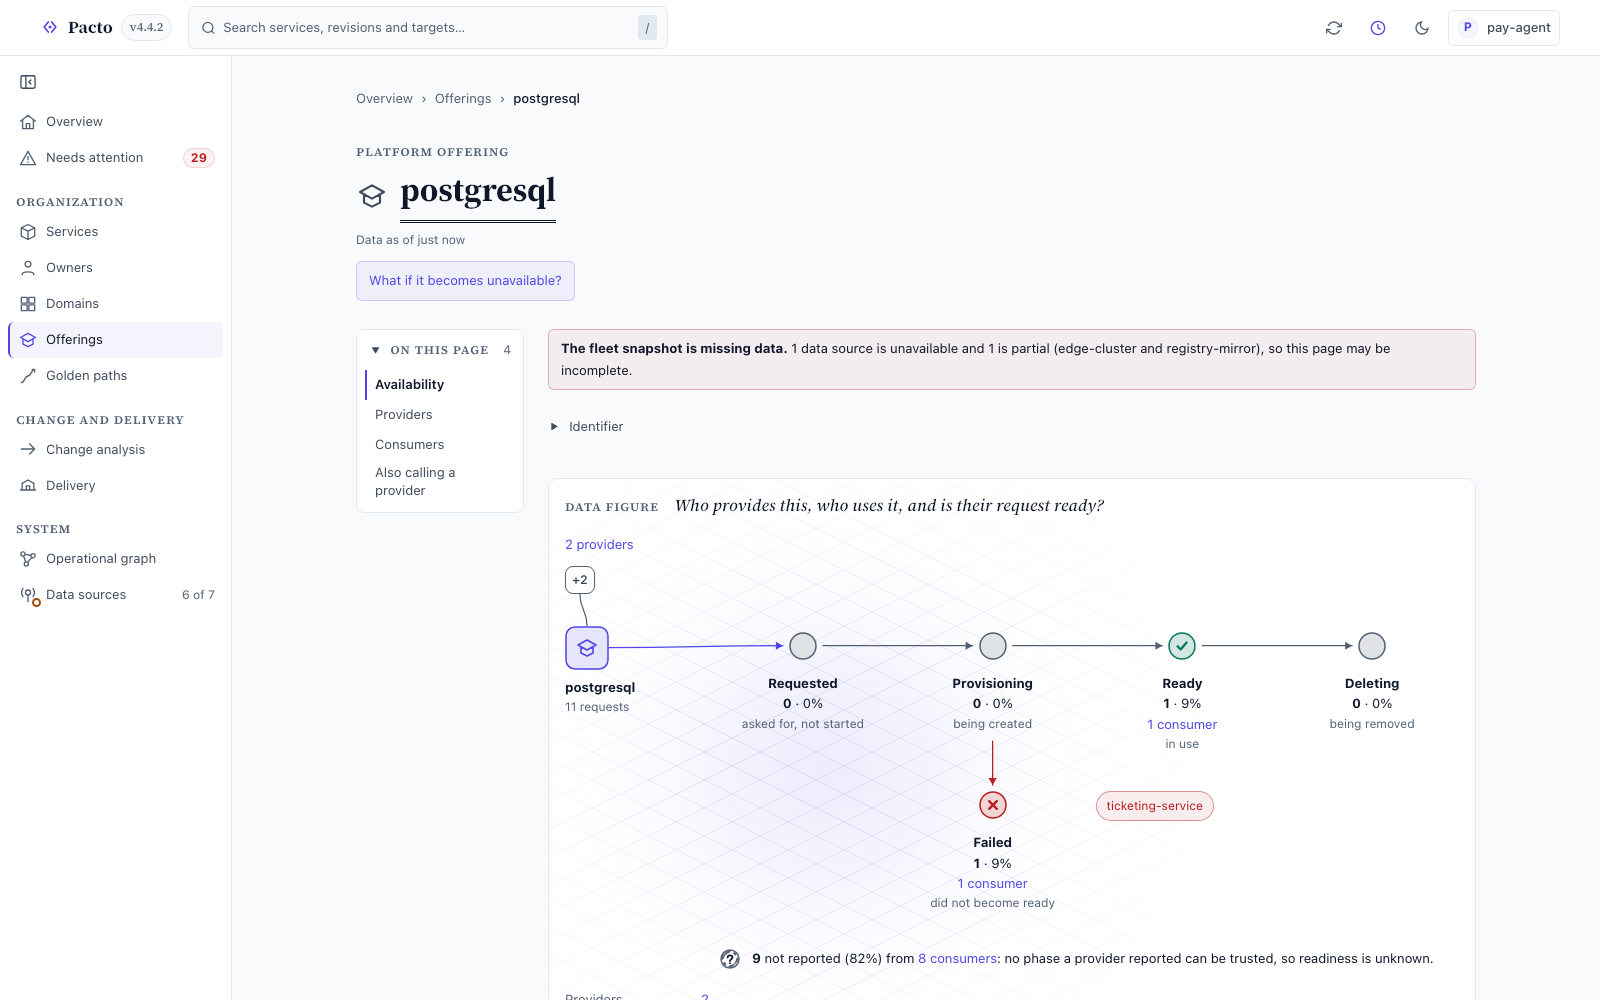 Pacto
v4.4.2
Search services, revisions and targets...
/
P
pay-agent
Overview
Needs attention
29
ORGANIZATION
Services
Owners
Domains
Offerings
Golden paths
CHANGE AND DELIVERY
Change analysis
Delivery
SYSTEM
Operational graph
Data sources
6 of 7
Overview › Offerings › postgresql
PLATFORM OFFERING
postgresql
Data as of just now
What if it becomes unavailable?
ON THIS PAGE
4
Availability
Providers
Consumers
Also calling a
provider
The fleet snapshot is missing data. 1 data source is unavailable and 1 is partial (edge-cluster and registry-mirror), so this page may be
incomplete.
Identifier
DATA FIGURE
Who provides this, who uses it, and is their request ready?
2 providers
+2
postgresql
11 requests
Requested
0 · 0%
asked for, not started
Provisioning
0 · 0%
being created
Ready
1 · 9%
1 consumer
in use
Deleting
0 · 0%
being removed
ticketing-service
Failed
1 · 9%
1 consumer
did not become ready
?
9 not reported (82%) from 8 consumers: no phase a provider reported can be trusted, so readiness is unknown.
Providers
2